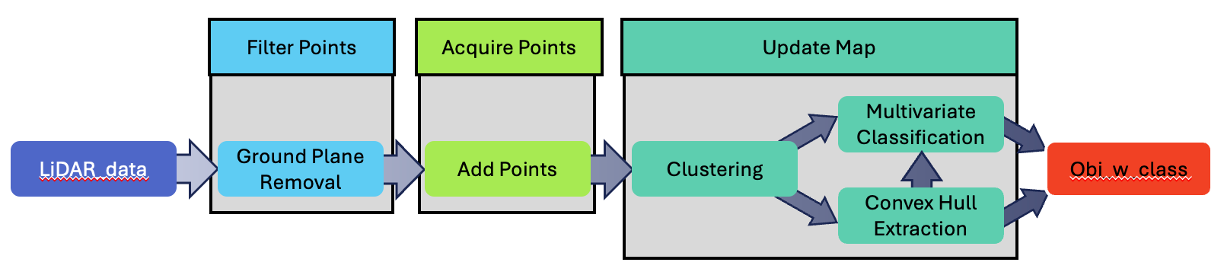 Filter Points
Acquire Points
Update Map
LiDAR_data
Ground Plane
Removal
Add Points
Clustering
Multivariate
Classification
Convex Hull
Extraction
Obj_w_class